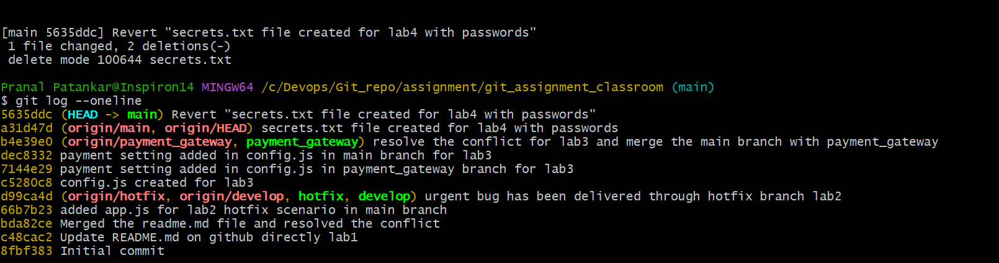 [main 5635ddc] Revert "secrets.txt file created for lab4 with passwords"
 1 file changed, 2 deletions(-)
 delete mode 100644 secrets.txt
Pranal Patankar@Inspiron14 MINGW64 /c/Devops/Git_repo/assignment/git_assignment_classroom (main)
$ git log --oneline
5635ddc (HEAD -> main) Revert "secrets.txt file created for lab4 with passwords"
a31d47d (origin/main, origin/HEAD) secrets.txt file created for lab4 with passwords
b4e39e0 (origin/payment_gateway, payment_gateway) resolve the conflict for lab3 and merge the main branch with payment_gateway
dec8332 payment setting added in config.js in main branch for lab3
7144e29 payment setting added in config.js in payment_gateway branch for lab3
c5280c8 config.js created for lab3
d99ca4d (origin/hotfix, origin/develop, hotfix, develop) urgent bug has been delivered through hotfix branch lab2
66b7b23 added app.js for lab2 hotfix scenario in main branch
bda82ce Merged the readme.md file and resolved the conflict
c48cac2 Update README.md on github directly lab1
8fbf383 Initial commit